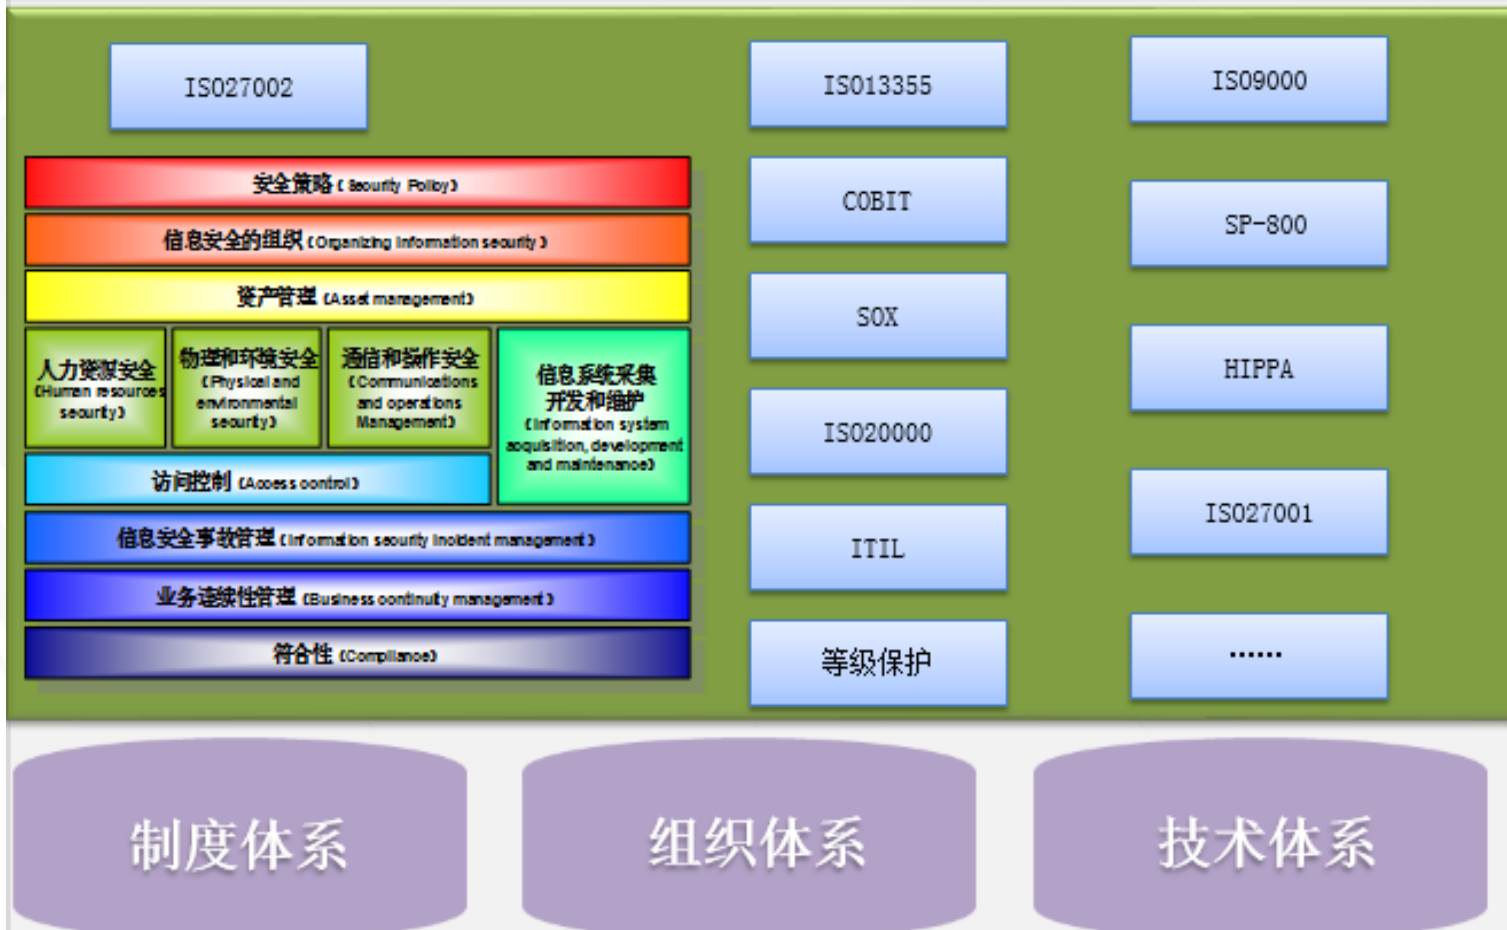 ISO27002
安全策略 (Security Policy)
信息安全的组织 (Organizing information security)
资产管理 (Asset management)
人力资源安全
(Human resources
security)
物理和环境安全
(Physical and
environmental
security)
通信和操作安全
(Communications
and operations
Management)
信息系统采集
开发和维护
(Information system
acquisition, development
and maintenance)
访问控制 (Access control)
信息安全事故管理 (Information security incident management)
业务连续性管理 (Business continuity management)
符合性 (Compliance)
ISO13355
COBIT
SOX
ISO20000
ITIL
等级保护
ISO9000
SP-800
HIPPA
ISO27001
......
制度体系
组织体系
技术体系